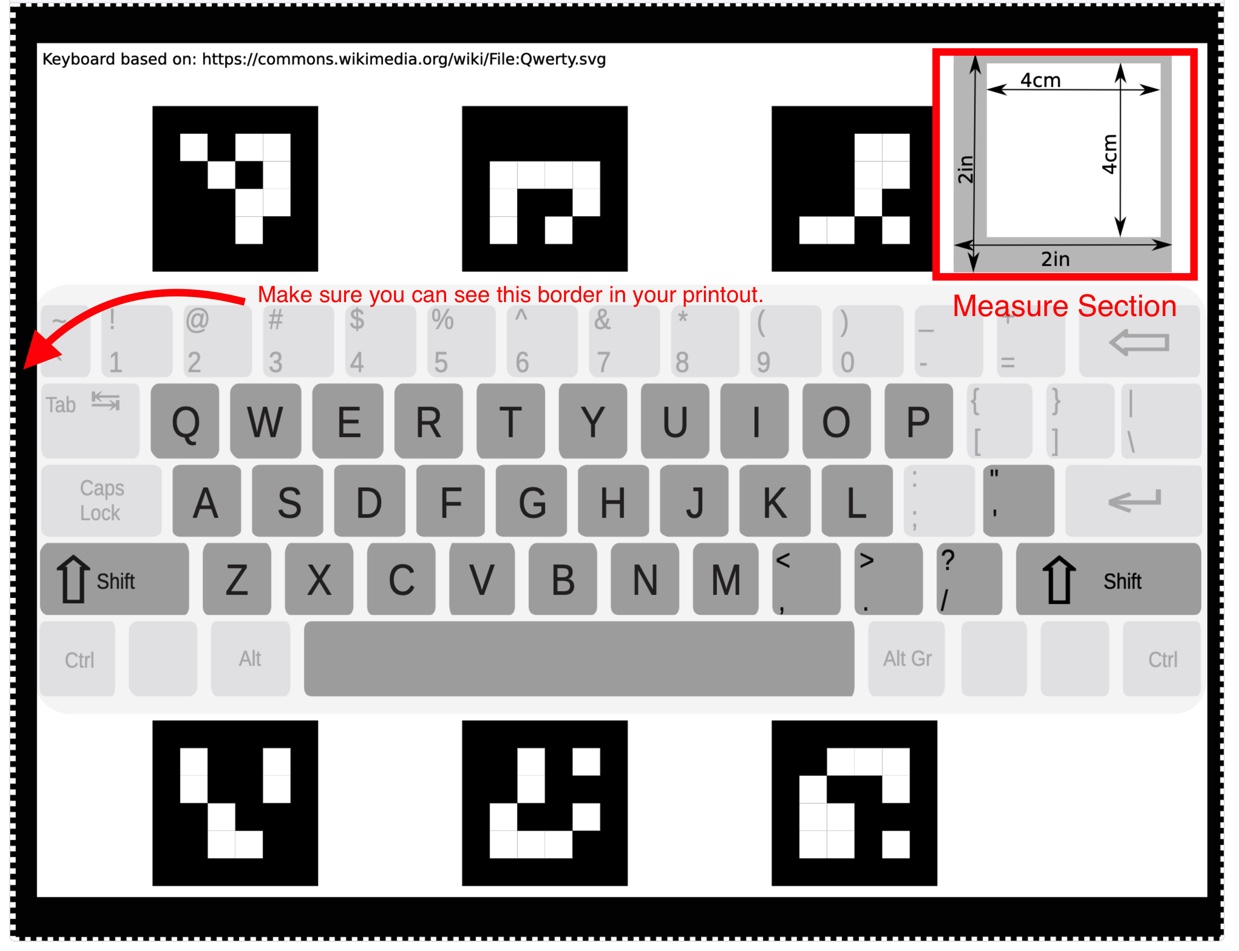 Keyboard based on: https://commons.wikimedia.org/wiki/File:Qwerty.svg
4cm
2in
4cm
2in
Make sure you can see this border in your printout.
Measure Section
~ ! @ # $ % ^ & * ( ) _ +
` 1 2 3 4 5 6 7 8 9 0 - =
Tab Q W E R T Y U I O P { } |
[ ] \
Caps
Lock
A S D F G H J K L : "
; '
Shift Z X C V B N M < > ? Shift
, . /
Ctrl Alt Alt Gr Ctrl